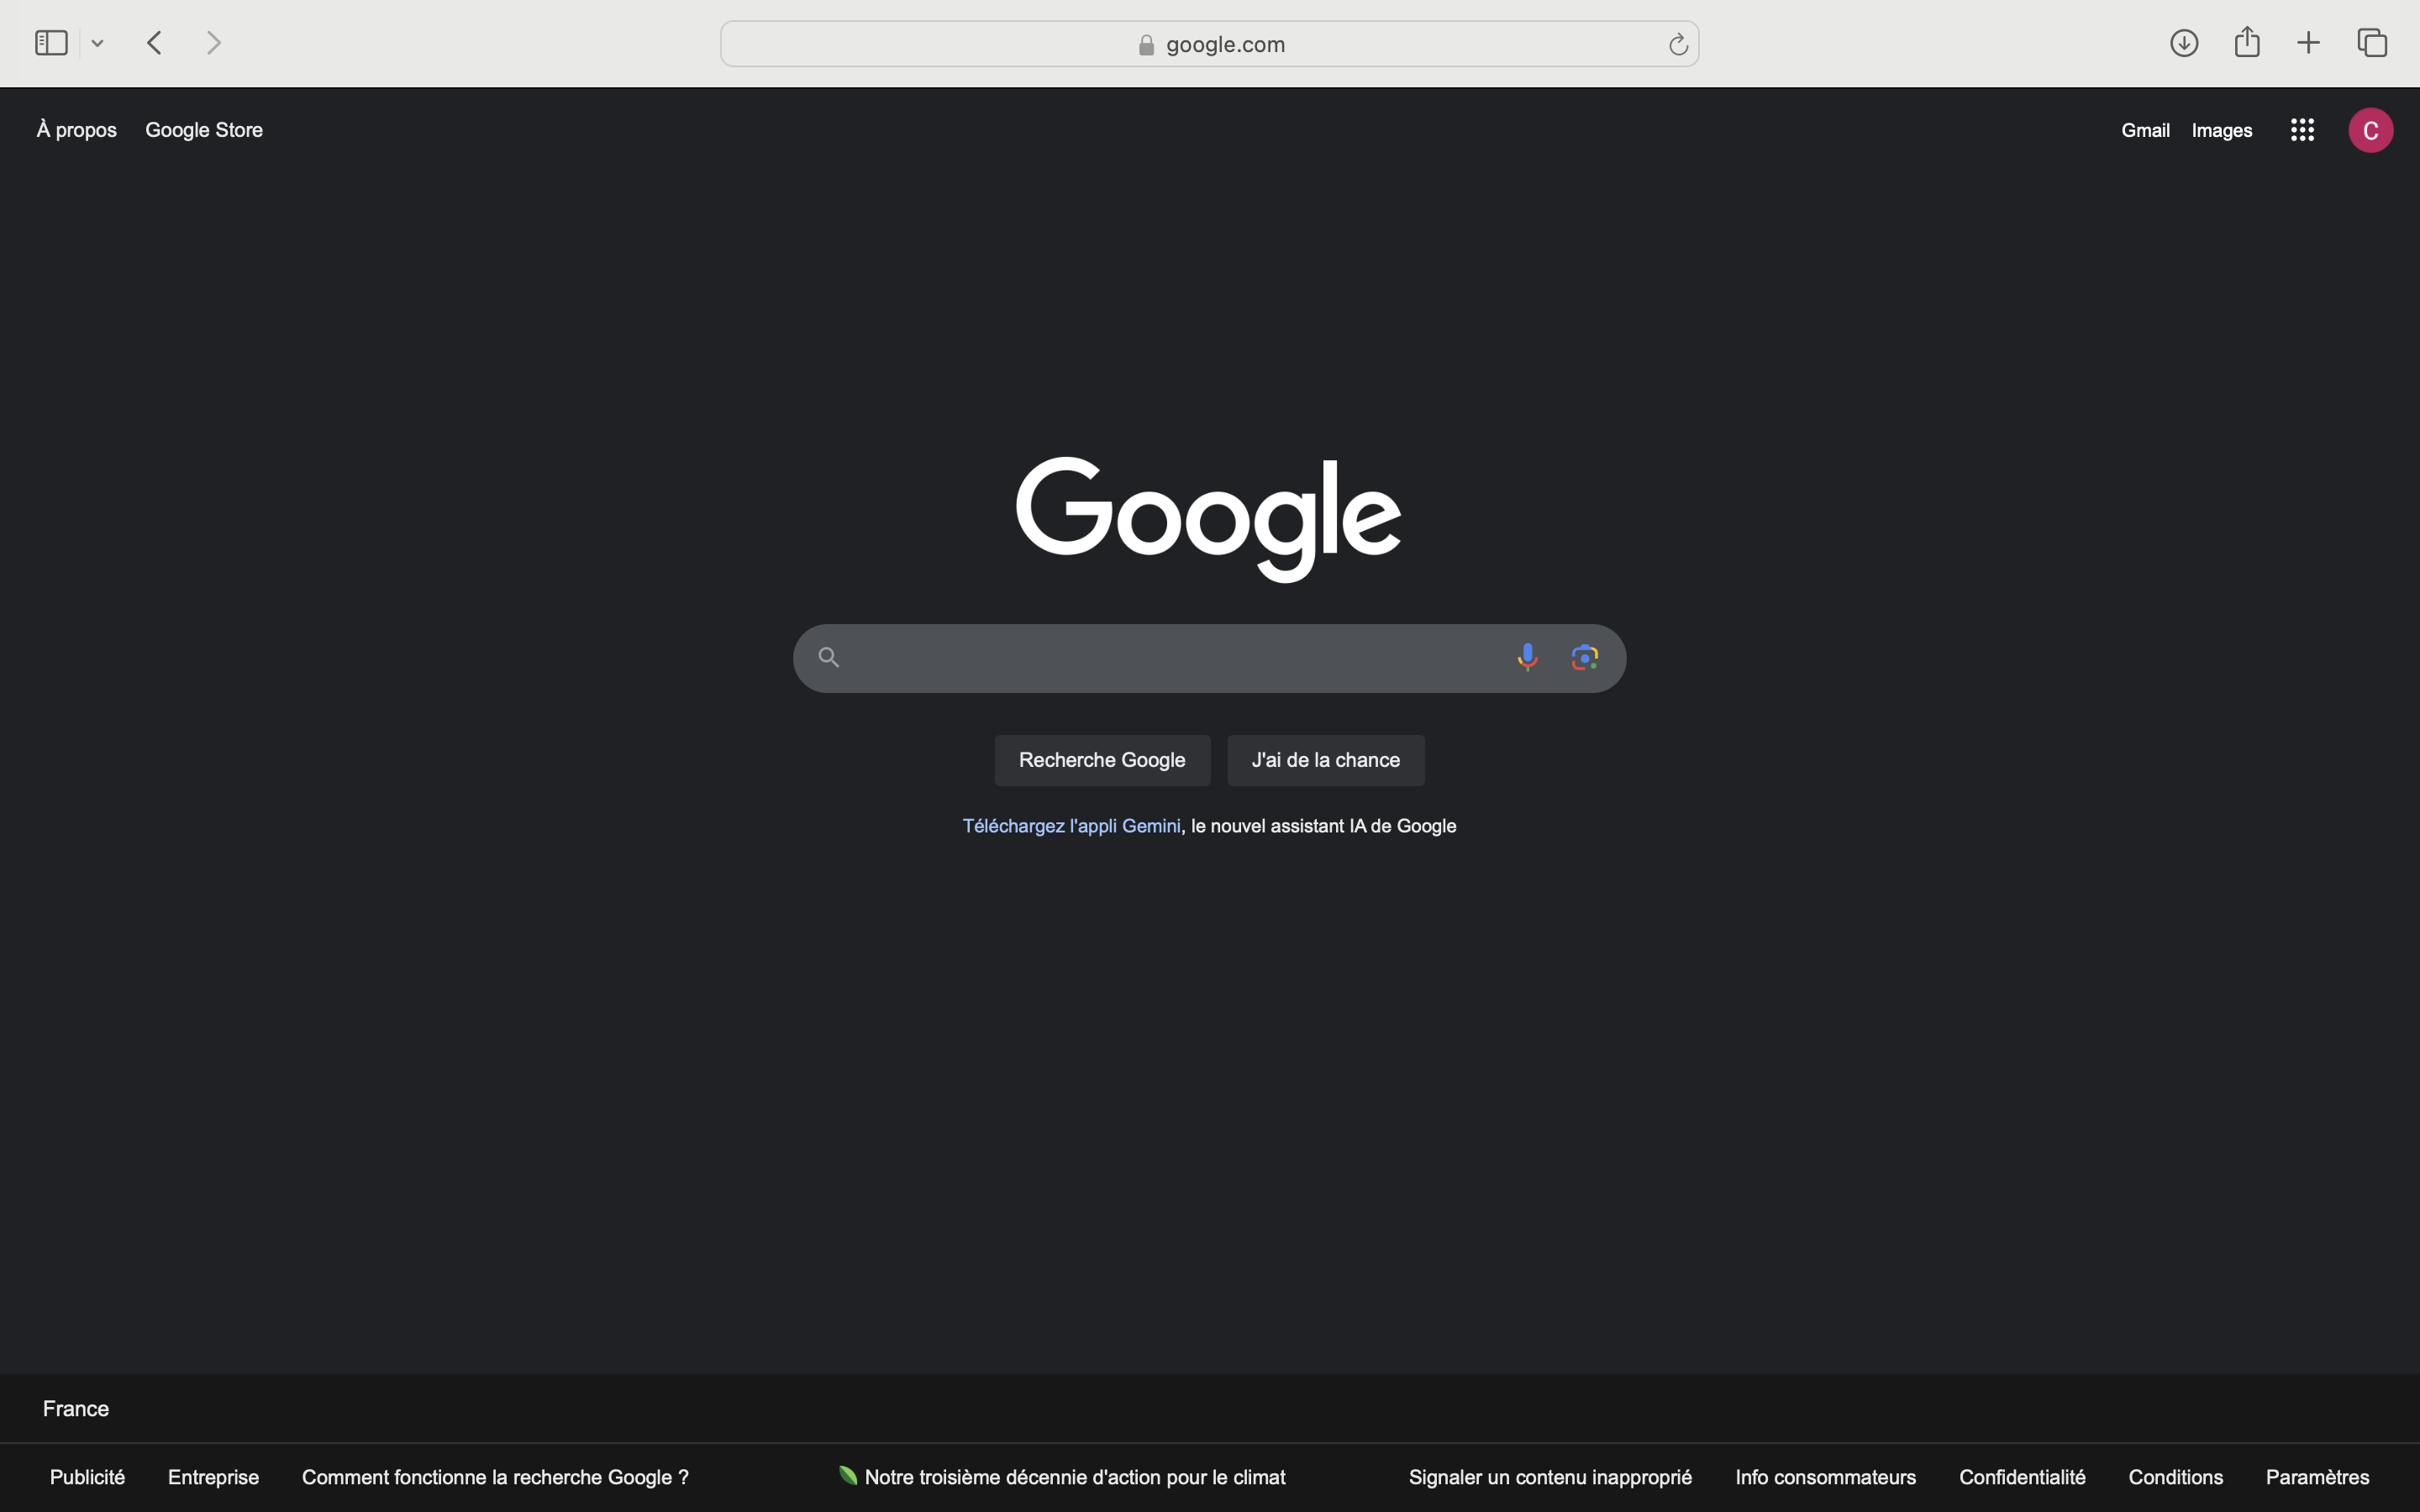 google.com
À propos Google Store Gmail Images C
Google
Recherche Google J'ai de la chance
Téléchargez l'appli Gemini, le nouvel assistant IA de Google
France
Publicité Entreprise Comment fonctionne la recherche Google ? Notre troisième décennie d'action pour le climat Signaler un contenu inapproprié Info consommateurs Confidentialité Conditions Paramètres